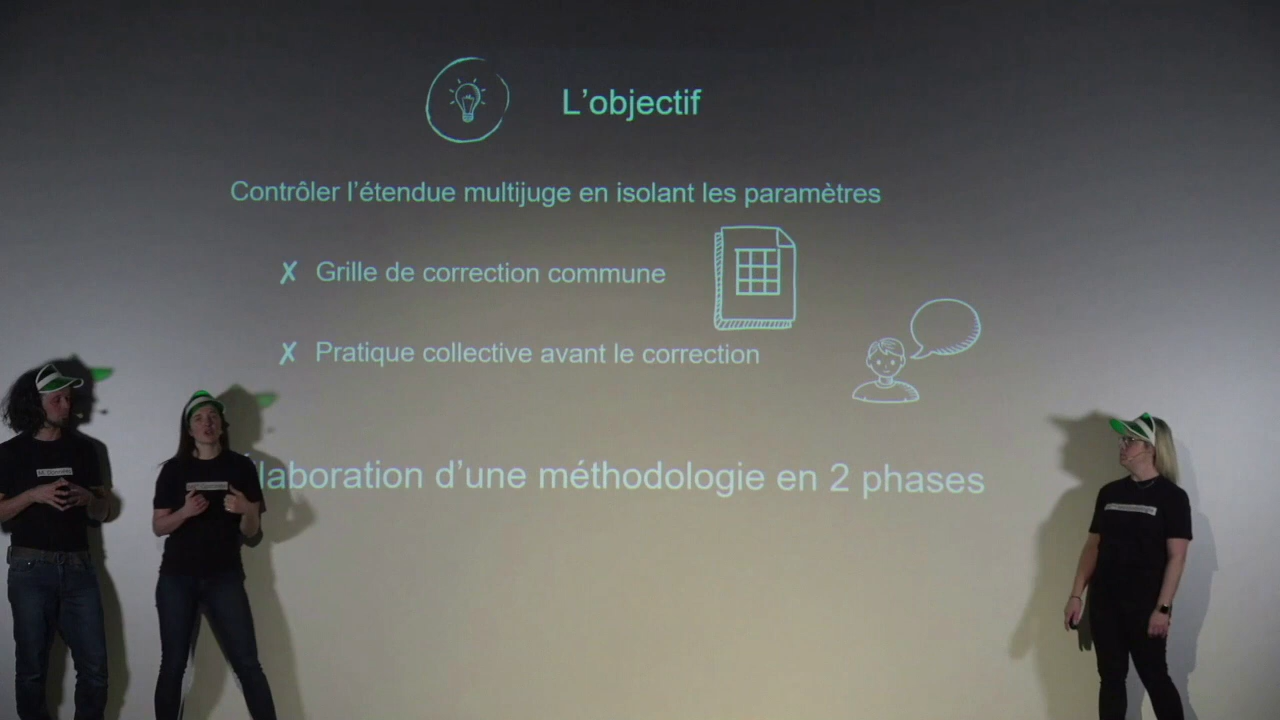 L'objectif
Contrôler l'étendue multijuge en isolant les paramètres
✗ Grille de correction commune
✗ Pratique collective avant le correction
laboration d'une méthodologie en 2 phases